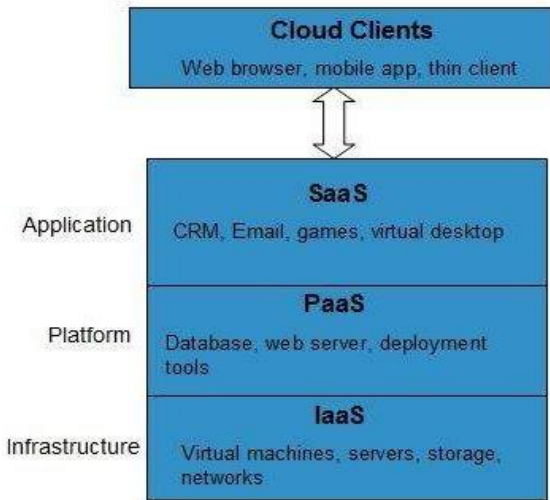 Cloud Clients
Web browser, mobile app, thin client
SaaS
Application
CRM, Email, games, virtual desktop
PaaS
Platform
Database, web server, deployment
tools
IaaS
Infrastructure
Virtual machines, servers, storage,
networks